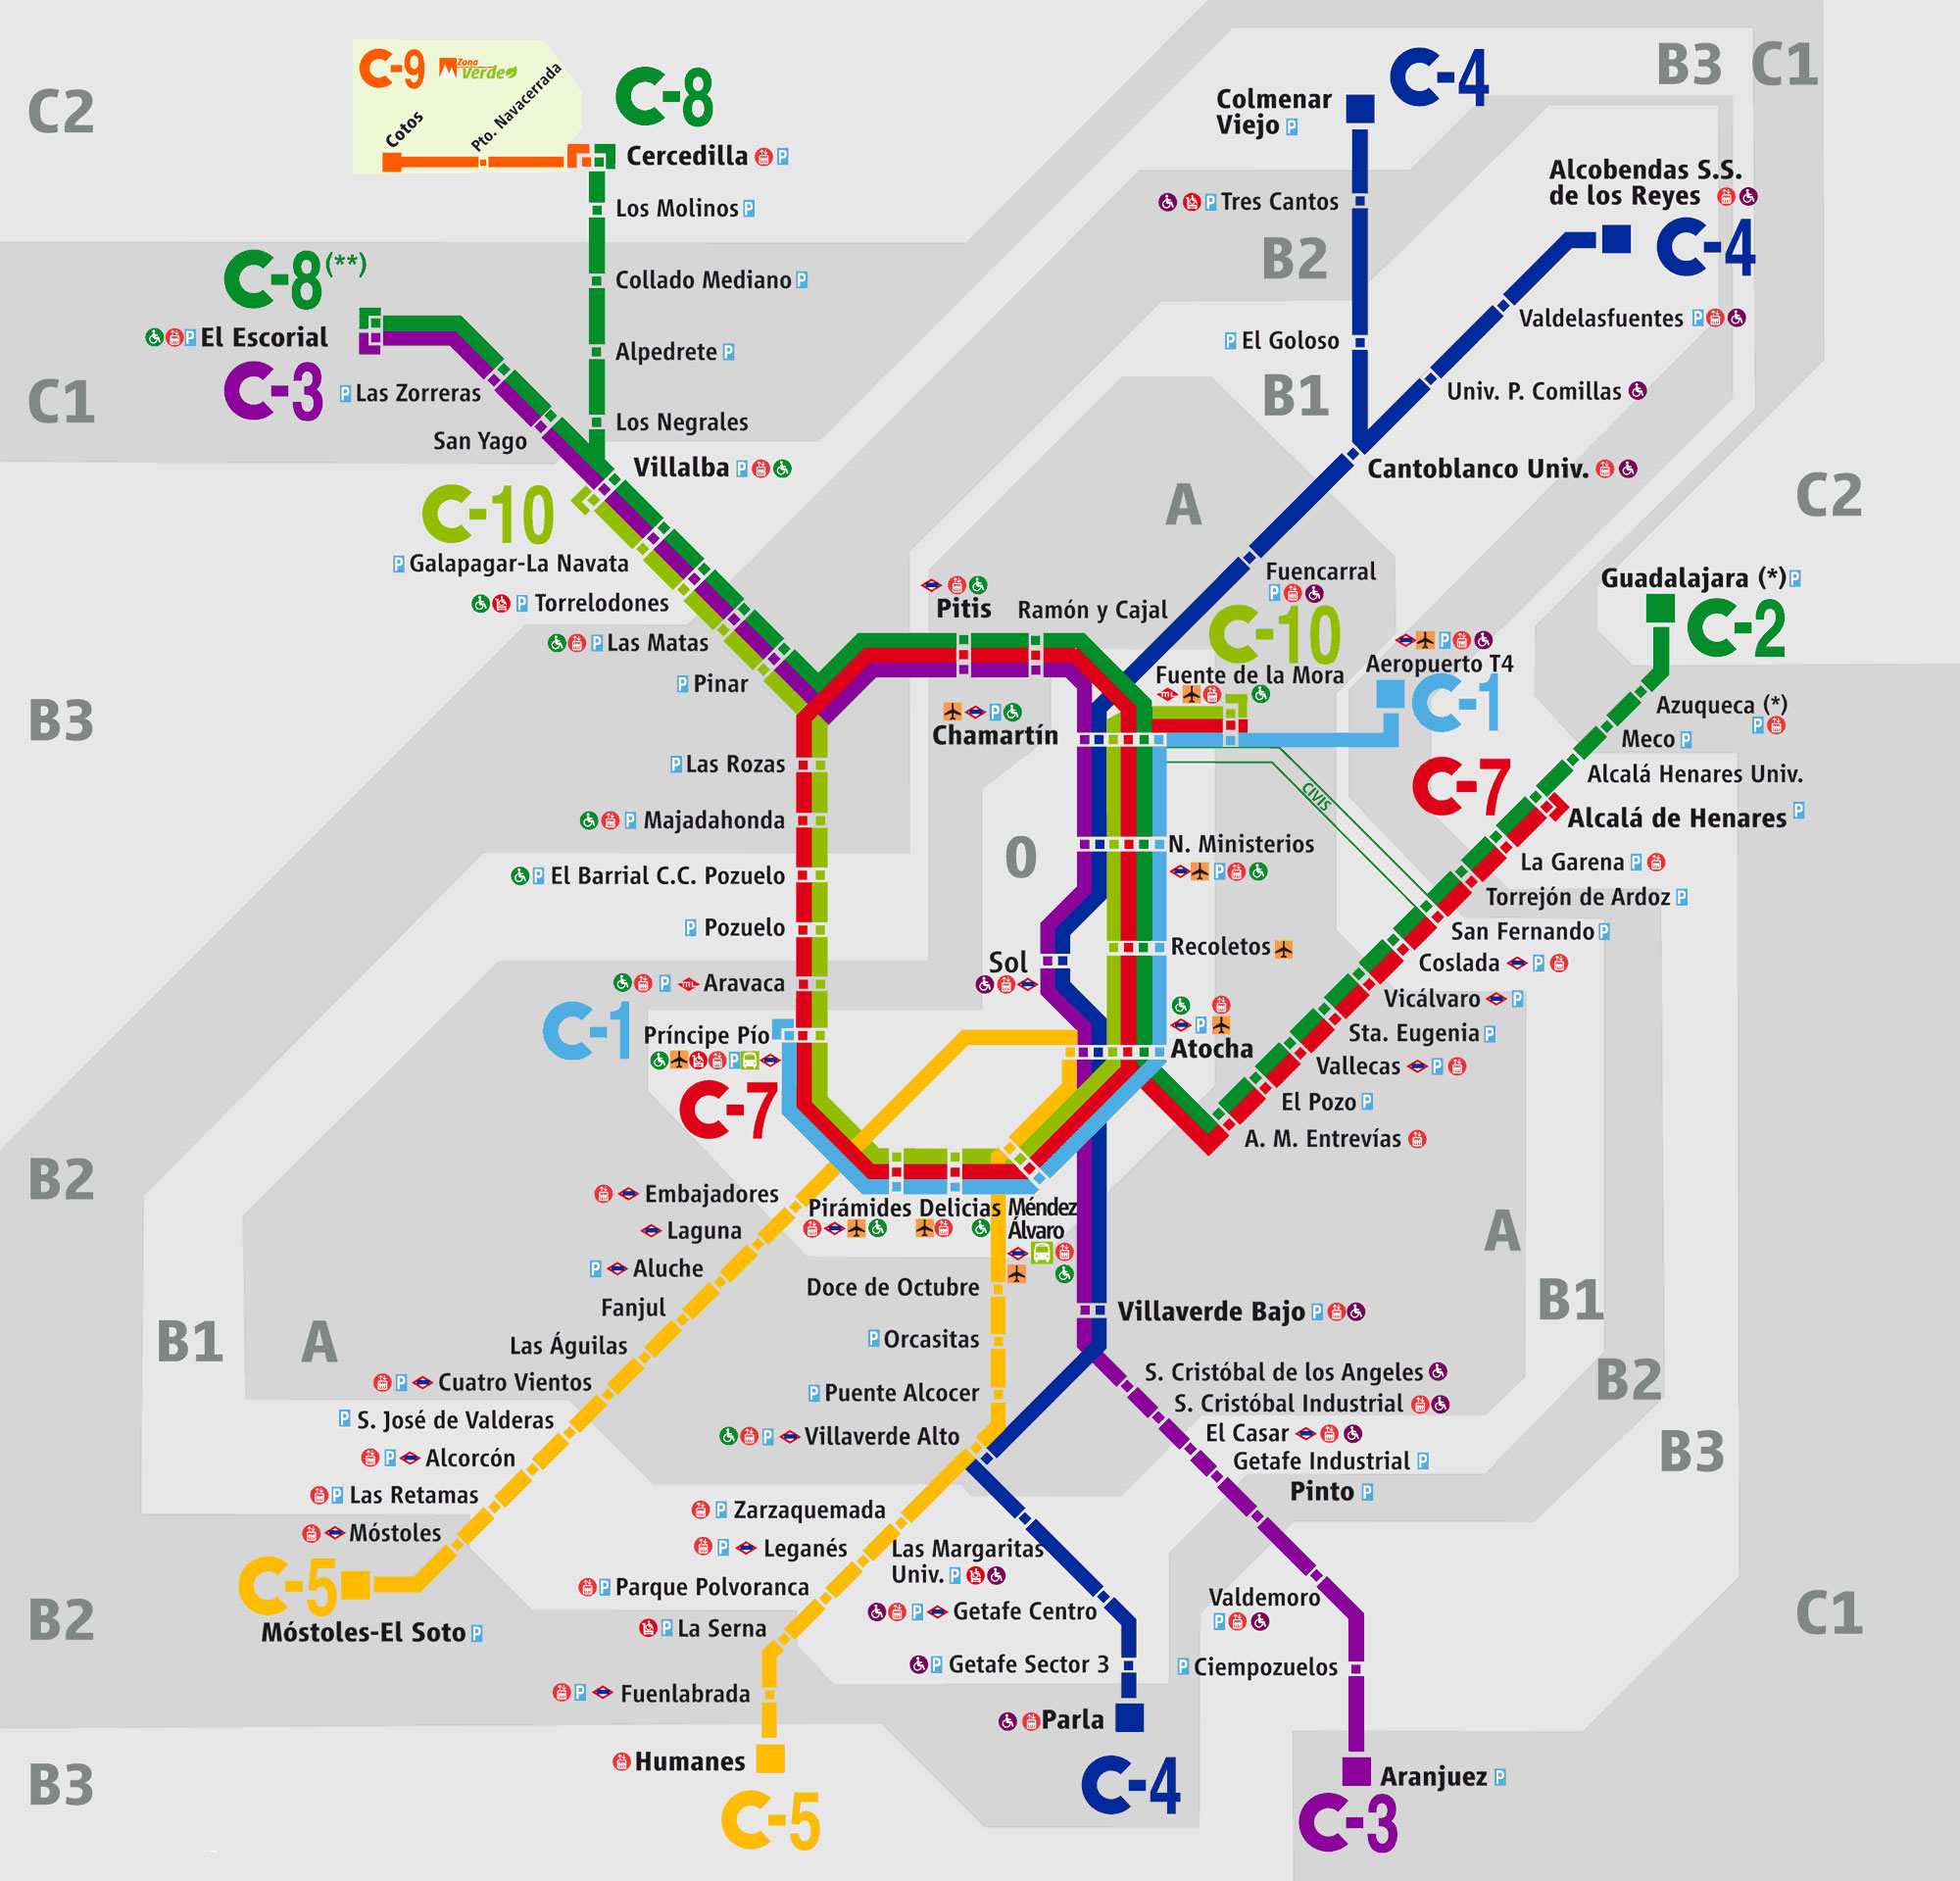 C-9
Zona
Verde
Cotos
Pto. Navacerrada
C-8
Cercedilla
Los Molinos
Collado Mediano
Alpedrete
Los Negrales
Villalba
C-8(**)
El Escorial
C-3
Las Zorreras
San Yago
C-10
Galapagar-La Navata
Torrelodones
Las Matas
Pinar
C2
C1
B3
B2
B1
A
B2
B3
C-4
Colmenar
Viejo
Tres Cantos
B2
El Goloso
B1
A
B3
C1
Alcobendas S.S.
de los Reyes
C-4
Valdelasfuentes
Univ. P. Comillas
Cantoblanco Univ.
C2
Fuencarral
C-10
Fuente de la Mora
Aeropuerto T4
C-1
Pitis
Ramón y Cajal
Chamartín
Guadalajara (*)
C-2
Azuqueca (*)
Meco
Alcalá Henares Univ.
C-7
Alcalá de Henares
La Garena
Torrejón de Ardoz
San Fernando
Coslada
Vicálvaro
Sta. Eugenia
Vallecas
El Pozo
A. M. Entrevías
CIVIS
N. Ministerios
0
Recoletos
Sol
Atocha
Las Rozas
Majadahonda
El Barrial C.C. Pozuelo
Pozuelo
Aravaca
C-1
Príncipe Pío
C-7
Pirámides
Delicias
Méndez
Álvaro
Embajadores
Laguna
Aluche
Fanjul
Las Águilas
Cuatro Vientos
S. José de Valderas
Alcorcón
Las Retamas
Móstoles
C-5
Móstoles-El Soto
Doce de Octubre
Orcasitas
Puente Alcocer
Villaverde Alto
Zarzaquemada
Leganés
Parque Polvoranca
La Serna
Fuenlabrada
Humanes
C-5
Villaverde Bajo
Las Margaritas
Univ.
Getafe Centro
Getafe Sector 3
Parla
C-4
S. Cristóbal de los Angeles
S. Cristóbal Industrial
El Casar
Getafe Industrial
Pinto
Valdemoro
Ciempozuelos
Aranjuez
C-3
A
B1
B2
B3
C1